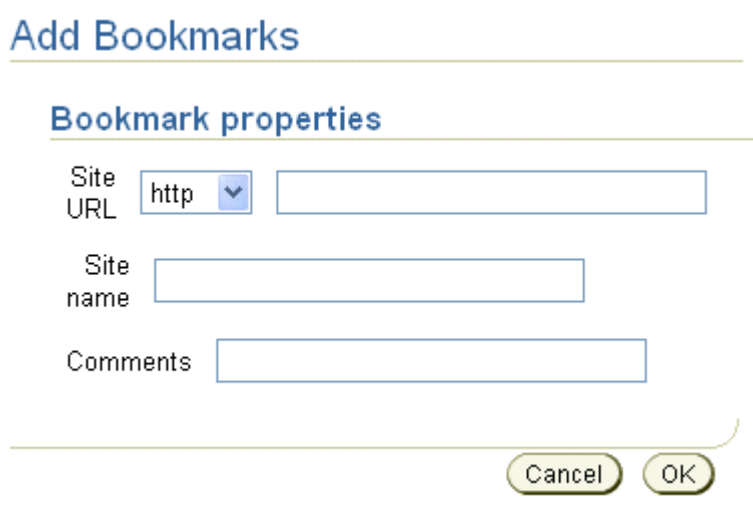 Add Bookmarks
Bookmark properties
Site
URL
http
Site
name
Comments
Cancel
OK